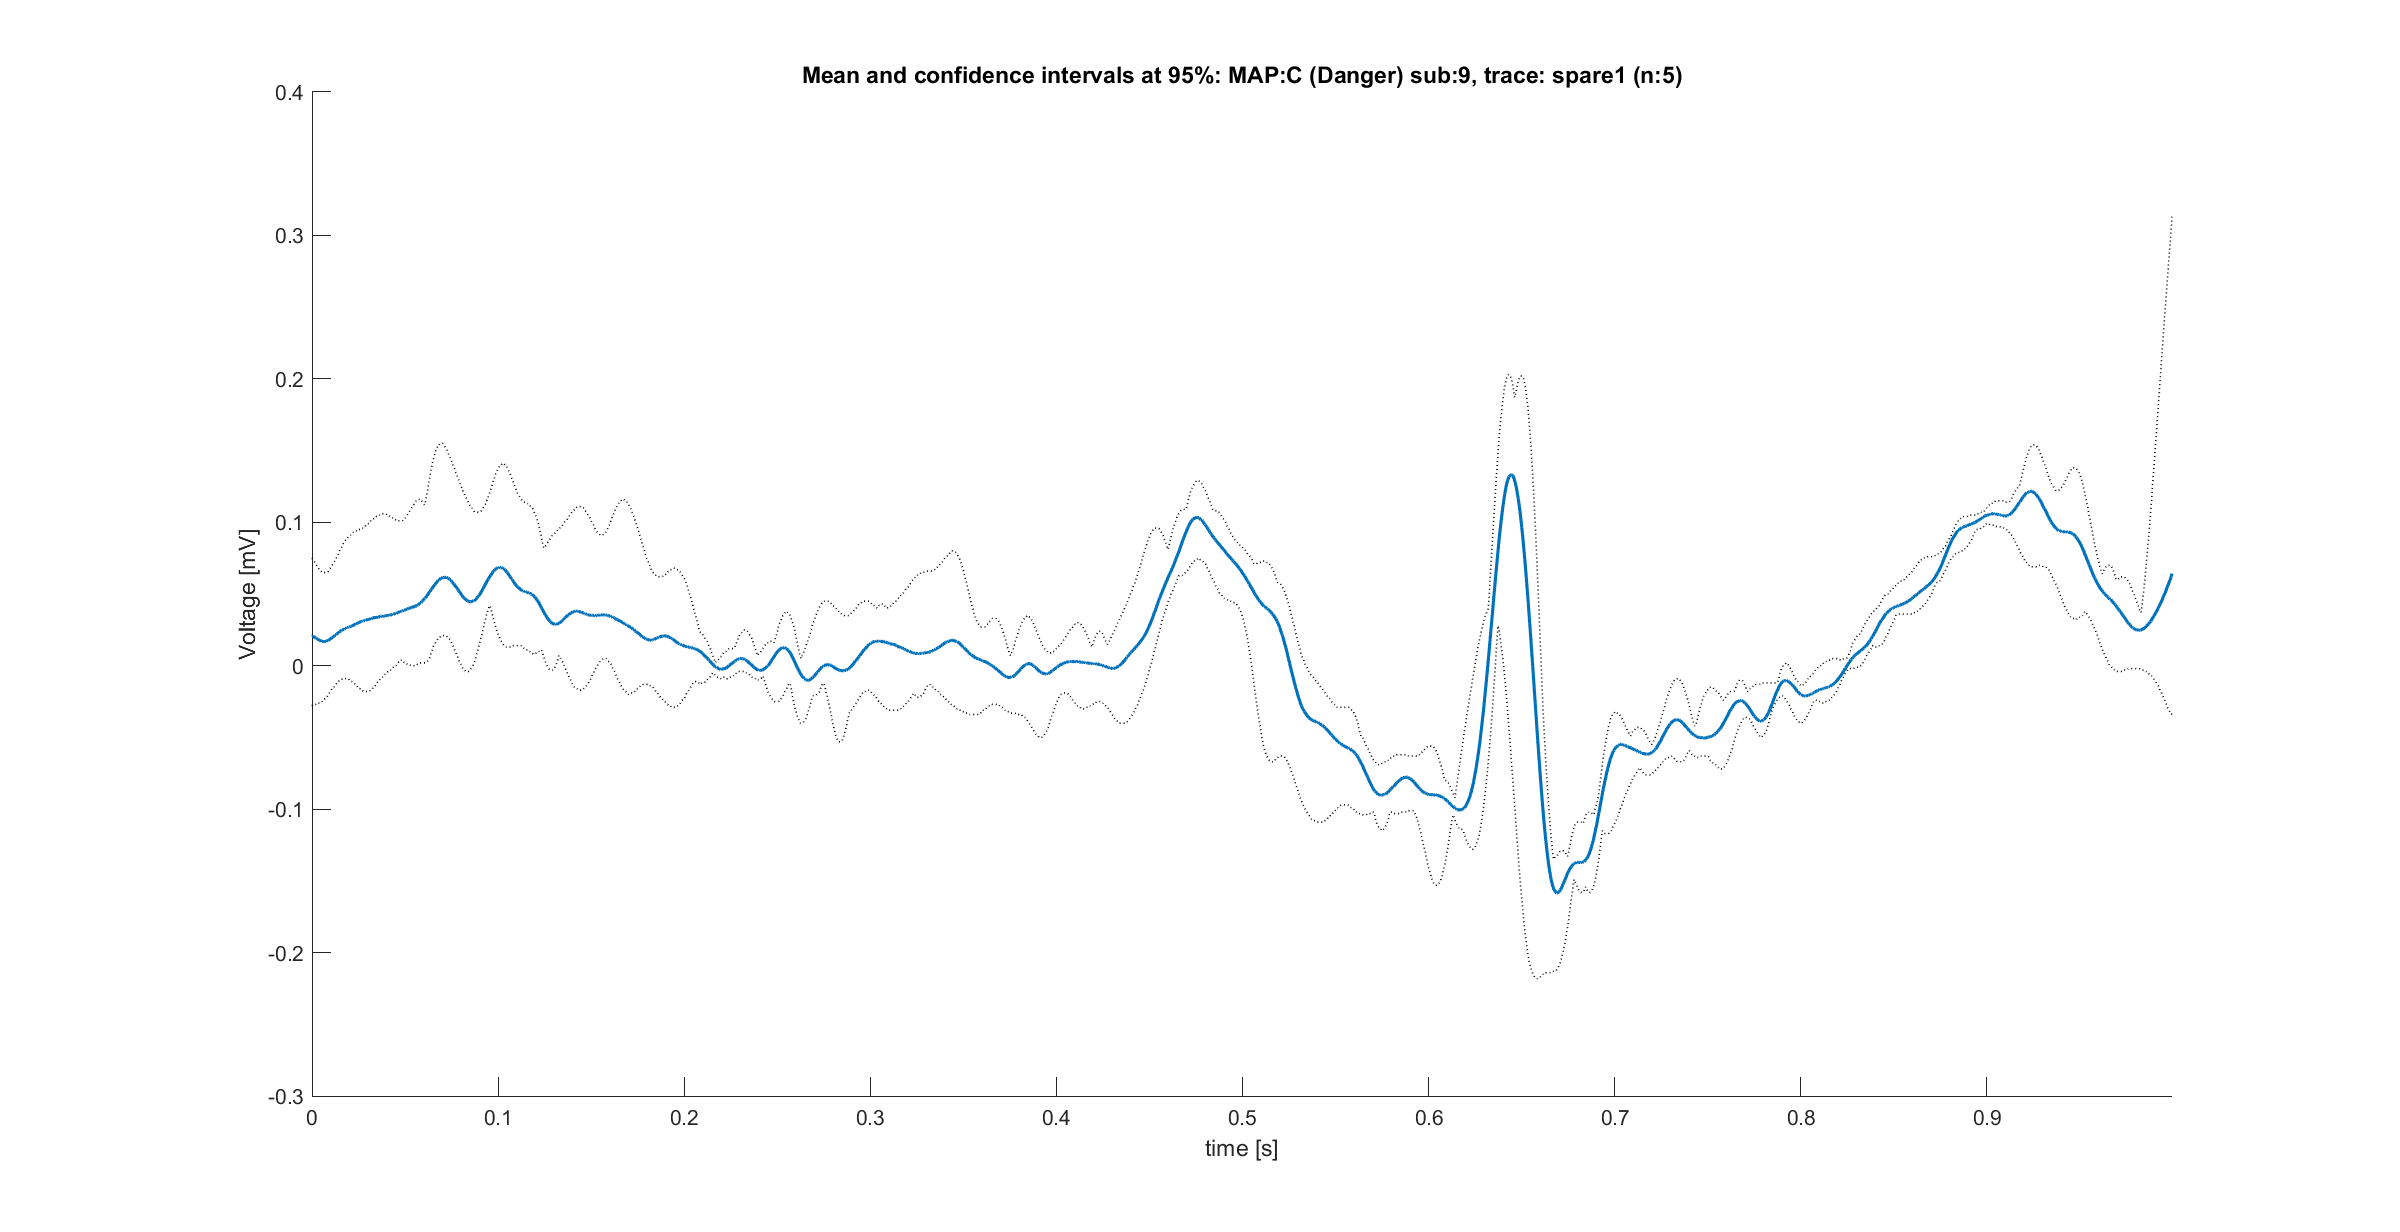 Mean and confidence intervals at 95%: MAP:C (Danger) sub:9, trace: spare1 (n:5)
0.4
0.3
0.2
0.1
0
-0.1
-0.2
-0.3
Voltage [mV]
0 0.1 0.2 0.3 0.4 0.5 0.6 0.7 0.8 0.9
time [s]